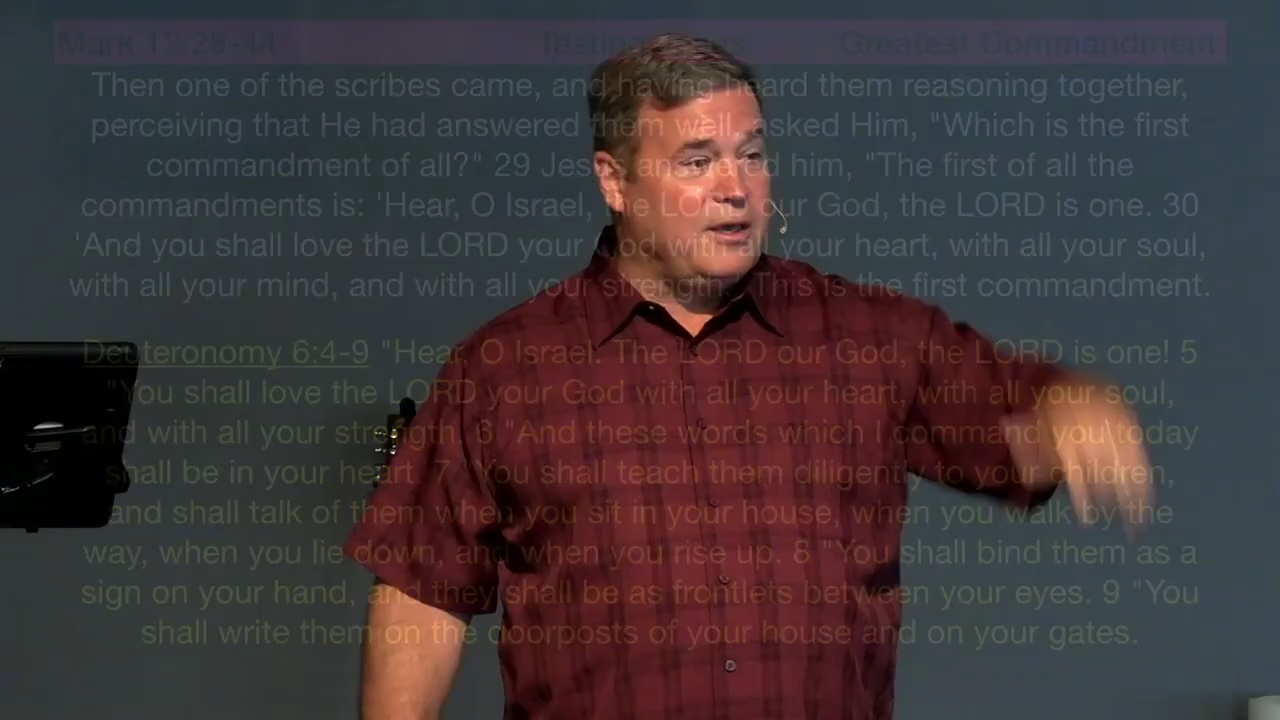 Mark 12:28-44 Greatest Commandment
Then one of the scribes came, and having heard them reasoning together,
perceiving that He had answered them well, asked Him, "Which is the first
commandment of all?" 29 Jesus him, "The first of all the
commandments is: 'Hear, O Israel, the LORD our God, the LORD is one. 30
'And you shall love the LORD your God with all your heart, with all your soul,
with all your mind, and with all your strength.' This is the first commandment.
Deuteronomy 6:4-9 "Hear, O Israel: The LORD our God, the LORD is one! 5
"You shall love the LORD your God with all your heart, with all your soul,
and with all your strength. 6 "And these words which I command you today
shall be in your heart. 7 "You shall teach them diligently to your children,
and shall talk of them when you sit in your house, when you walk by the
way, when you lie down, and when you rise up. 8 "You shall bind them as a
sign on your hand, and they shall be as frontlets between your eyes. 9 "You
shall write them on the doorposts of your house and on your gates.